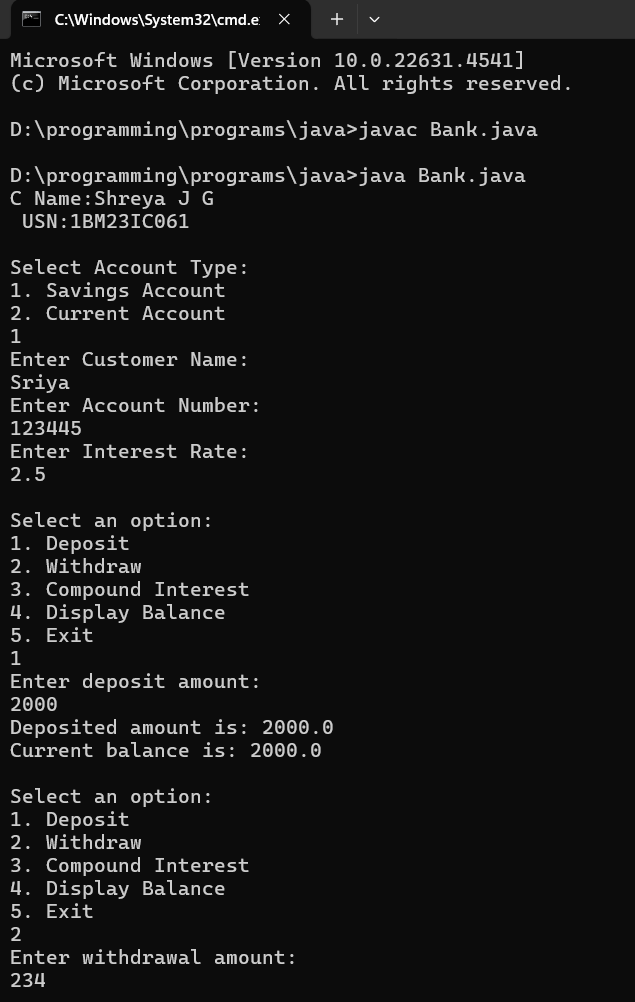 C:\Windows\System32\cmd.e
Microsoft Windows [Version 10.0.22631.4541]
(c) Microsoft Corporation. All rights reserved.
D:\programming\programs\java>javac Bank.java
D:\programming\programs\java>java Bank.java
C Name:Shreya J G
 USN:1BM23IC061
Select Account Type:
1. Savings Account
2. Current Account
1
Enter Customer Name:
Sriya
Enter Account Number:
123445
Enter Interest Rate:
2.5
Select an option:
1. Deposit
2. Withdraw
3. Compound Interest
4. Display Balance
5. Exit
1
Enter deposit amount:
2000
Deposited amount is: 2000.0
Current balance is: 2000.0
Select an option:
1. Deposit
2. Withdraw
3. Compound Interest
4. Display Balance
5. Exit
2
Enter withdrawal amount:
234